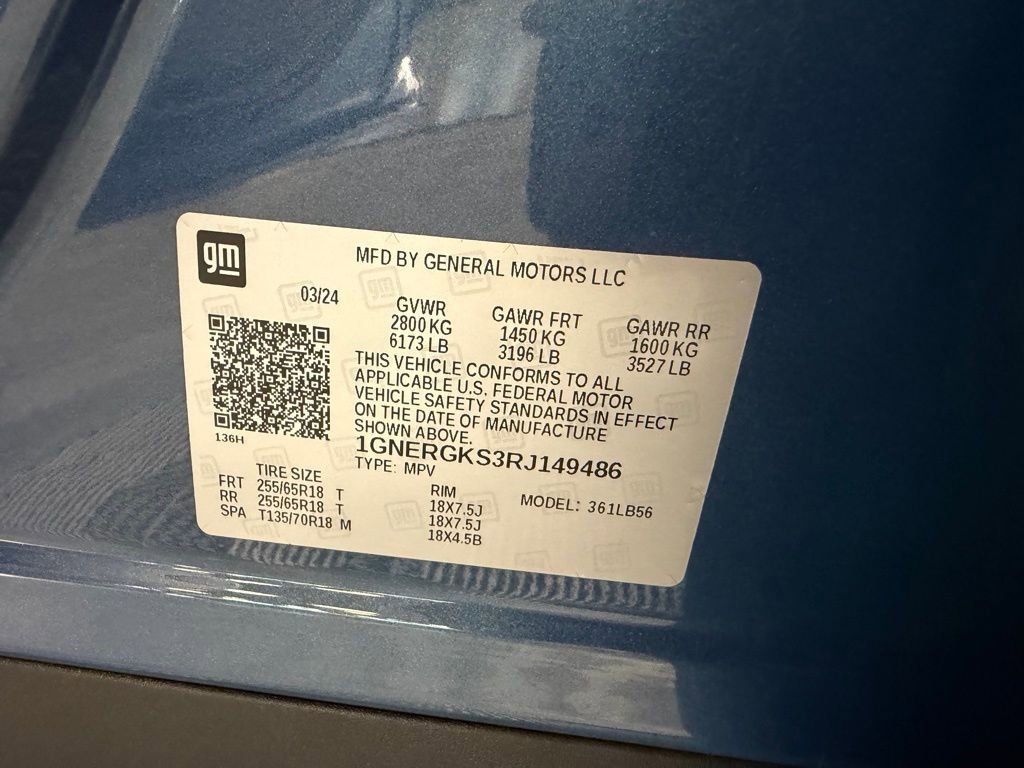 gm
MFD BY GENERAL MOTORS LLC
03/24
GVWR GAWR FRT GAWR RR
2800 KG 1450 KG 1600 KG
6173 LB 3196 LB 3527 LB
THIS VEHICLE CONFORMS TO ALL
APPLICABLE U.S. FEDERAL MOTOR
VEHICLE SAFETY STANDARDS IN EFFECT
ON THE DATE OF MANUFACTURE
SHOWN ABOVE.
136H
1GNERGKS3RJ149486
TYPE: MPV
TIRE SIZE RIM MODEL: 361LB56
FRT 255/65R18 T 18X7.5J
RR 255/65R18 T 18X7.5J
SPA T135/70R18 M 18X4.5B